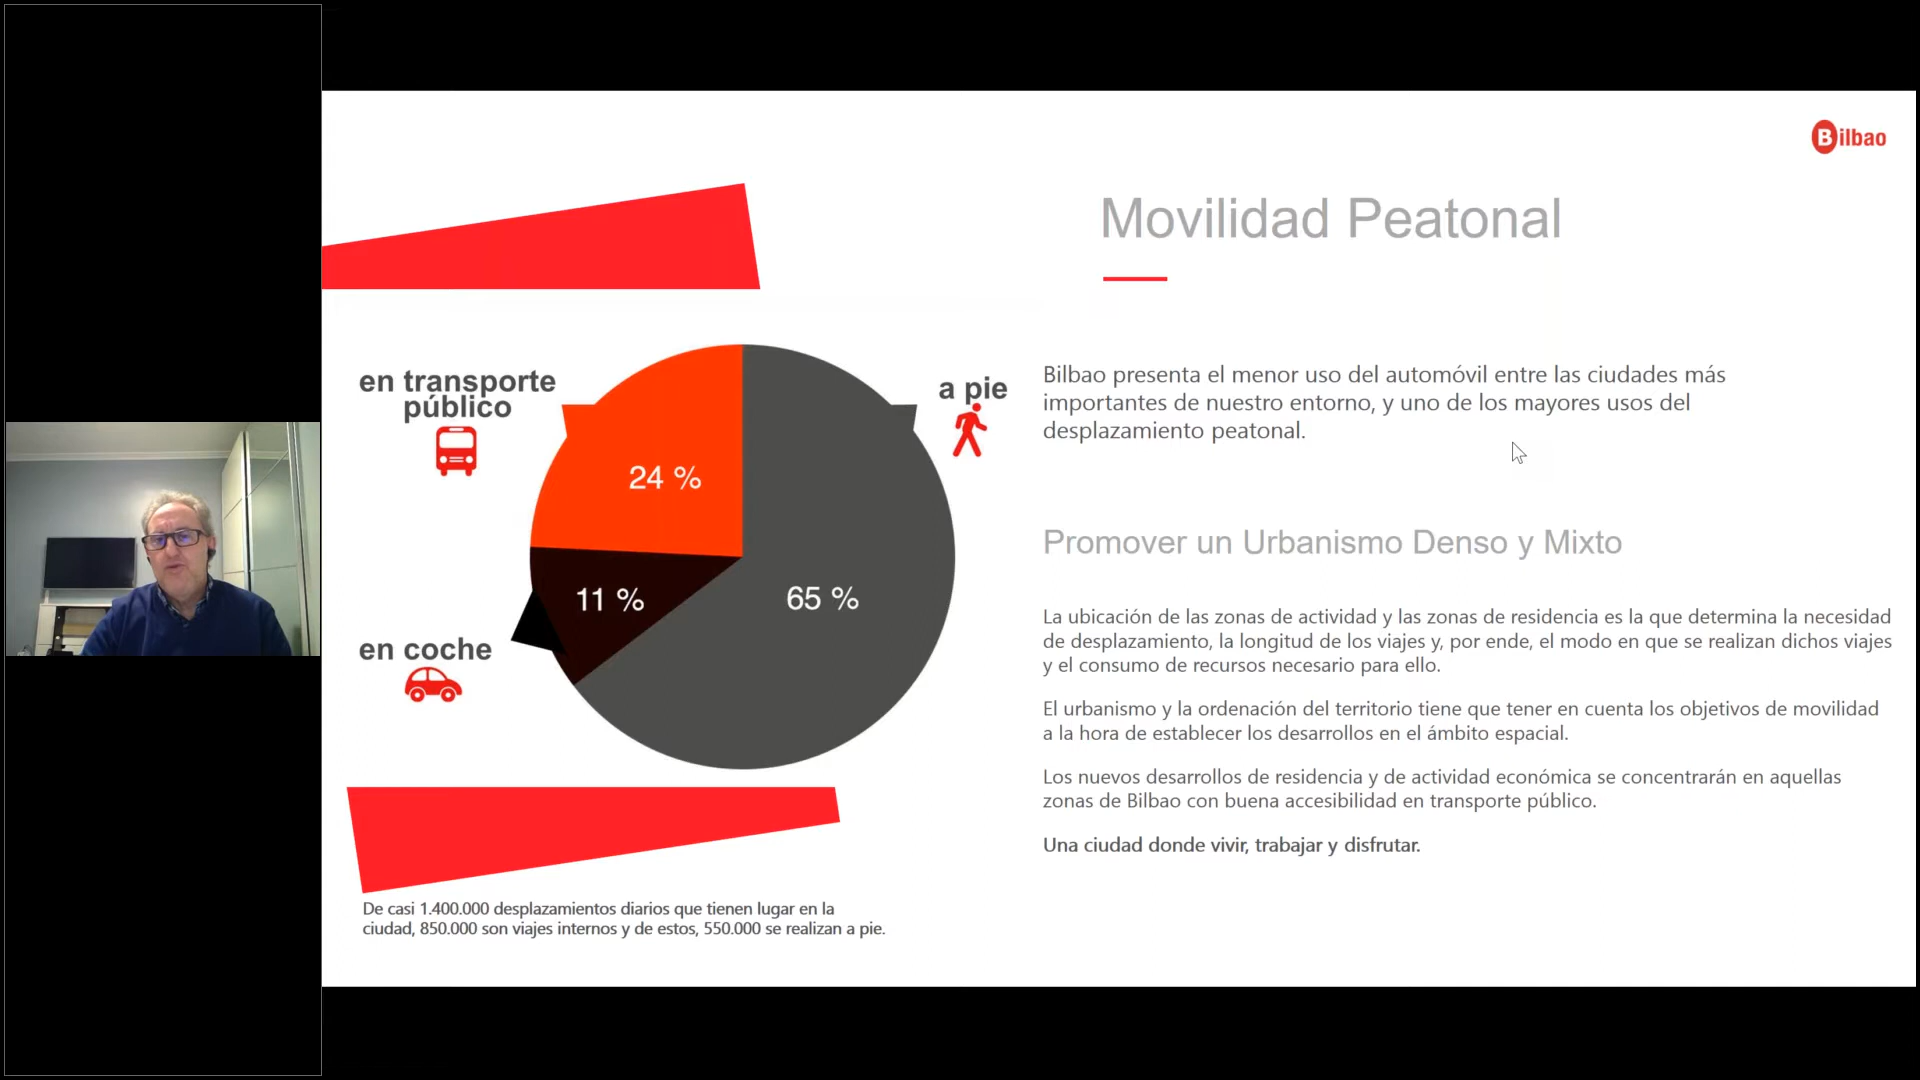 Bilbao
Movilidad Peatonal
en transporte
público
a pie
24 %
11 %
65 %
en coche
De casi 1.400.000 desplazamientos diarios que tienen lugar en la
ciudad, 850.000 son viajes internos y de estos, 550.000 se realizan a pie.
Bilbao presenta el menor uso del automóvil entre las ciudades más
importantes de nuestro entorno, y uno de los mayores usos del
desplazamiento peatonal.
Promover un Urbanismo Denso y Mixto
La ubicación de las zonas de actividad y las zonas de residencia es la que determina la necesidad
de desplazamiento, la longitud de los viajes y, por ende, el modo en que se realizan dichos viajes
y el consumo de recursos necesario para ello.
El urbanismo y la ordenación del territorio tiene que tener en cuenta los objetivos de movilidad
a la hora de establecer los desarrollos en el ámbito espacial.
Los nuevos desarrollos de residencia y de actividad económica se concentrarán en aquellas
zonas de Bilbao con buena accesibilidad en transporte público.
Una ciudad donde vivir, trabajar y disfrutar.